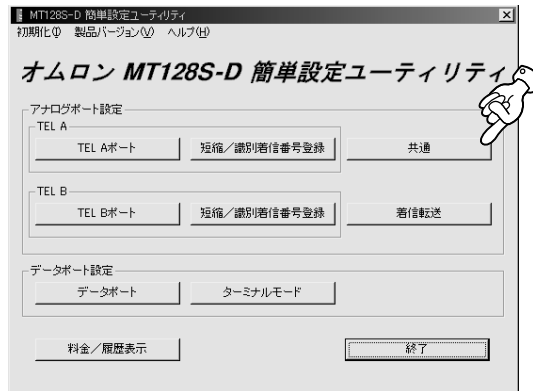 MT128S-D 簡単設定ユーティリティ
初期化(I) 製品バージョン(V) ヘルプ(H)
オムロン MT128S-D 簡単設定ユーティリティ
アナログポート設定
TEL A
TEL Aポート 短縮/識別着信番号登録 共通
TEL B
TEL Bポート 短縮/識別着信番号登録 着信転送
データポート設定
データポート ターミナルモード
料金/履歴表示 終了